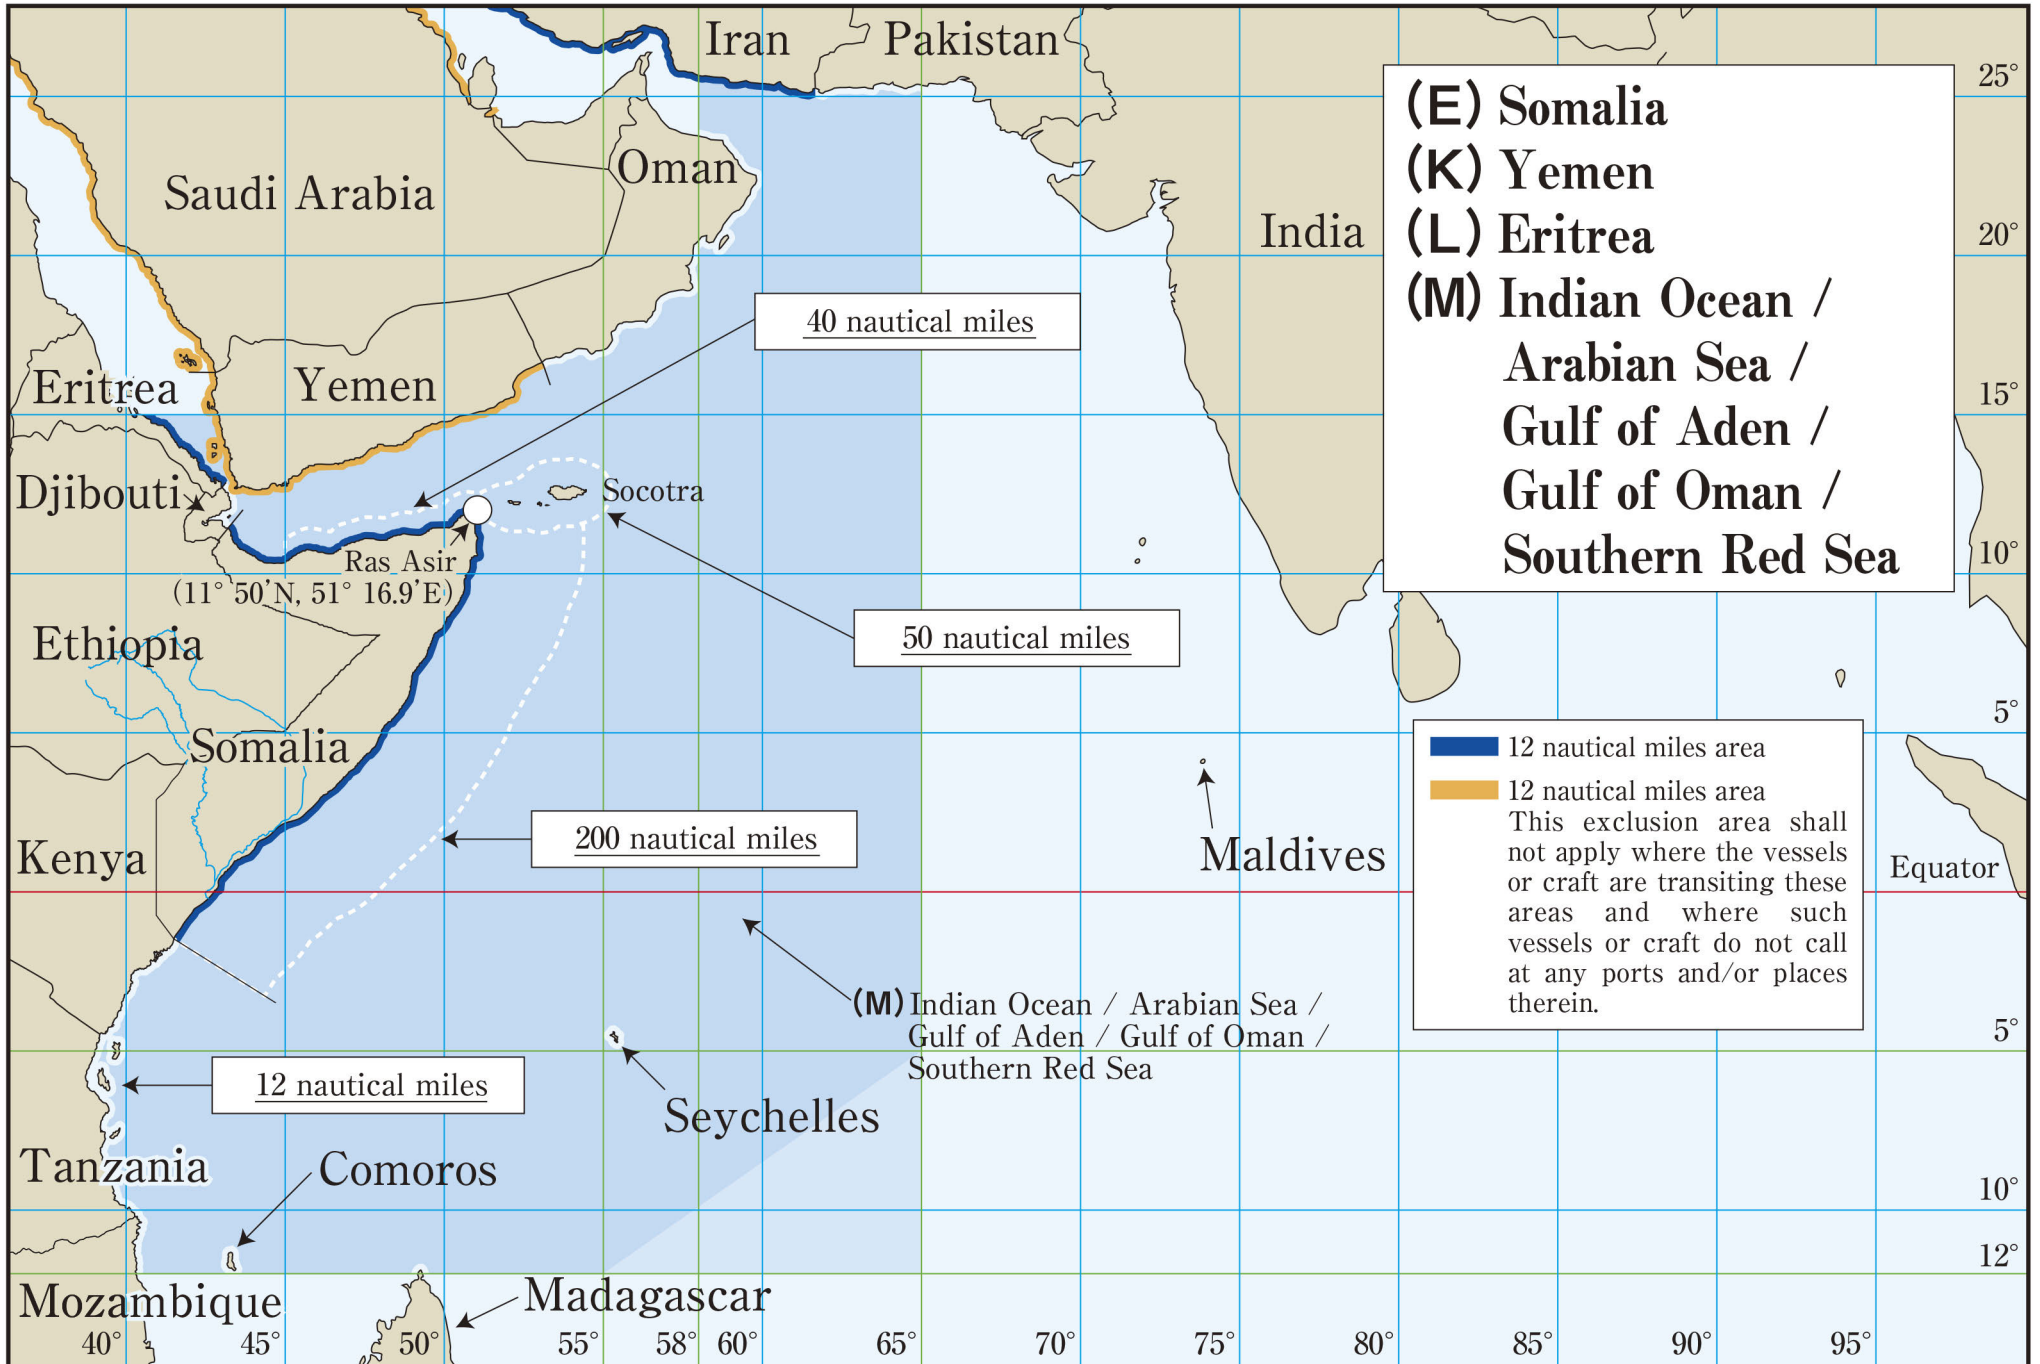 Iran
Pakistan
25°
(E) Somalia
(K) Yemen
(L) Eritrea
(M) Indian Ocean /
Arabian Sea /
Gulf of Aden /
Gulf of Oman /
Southern Red Sea
Saudi Arabia
Oman
India
20°
40 nautical miles
Eritrea
Yemen
15°
Djibouti
Socotra
Ras Asir
(11° 50'N, 51° 16.9'E)
10°
50 nautical miles
Ethiopia
Somalia
5°
12 nautical miles area
12 nautical miles area
This exclusion area shall
not apply where the vessels
or craft are transiting these
areas and where such
vessels or craft do not call
at any ports and/or places
therein.
200 nautical miles
Kenya
Maldives
Equator
(M) Indian Ocean / Arabian Sea /
Gulf of Aden / Gulf of Oman /
Southern Red Sea
5°
12 nautical miles
Seychelles
Tanzania
Comoros
10°
12°
Mozambique
Madagascar
40°
45°
50°
55°
58°
60°
65°
70°
75°
80°
85°
90°
95°